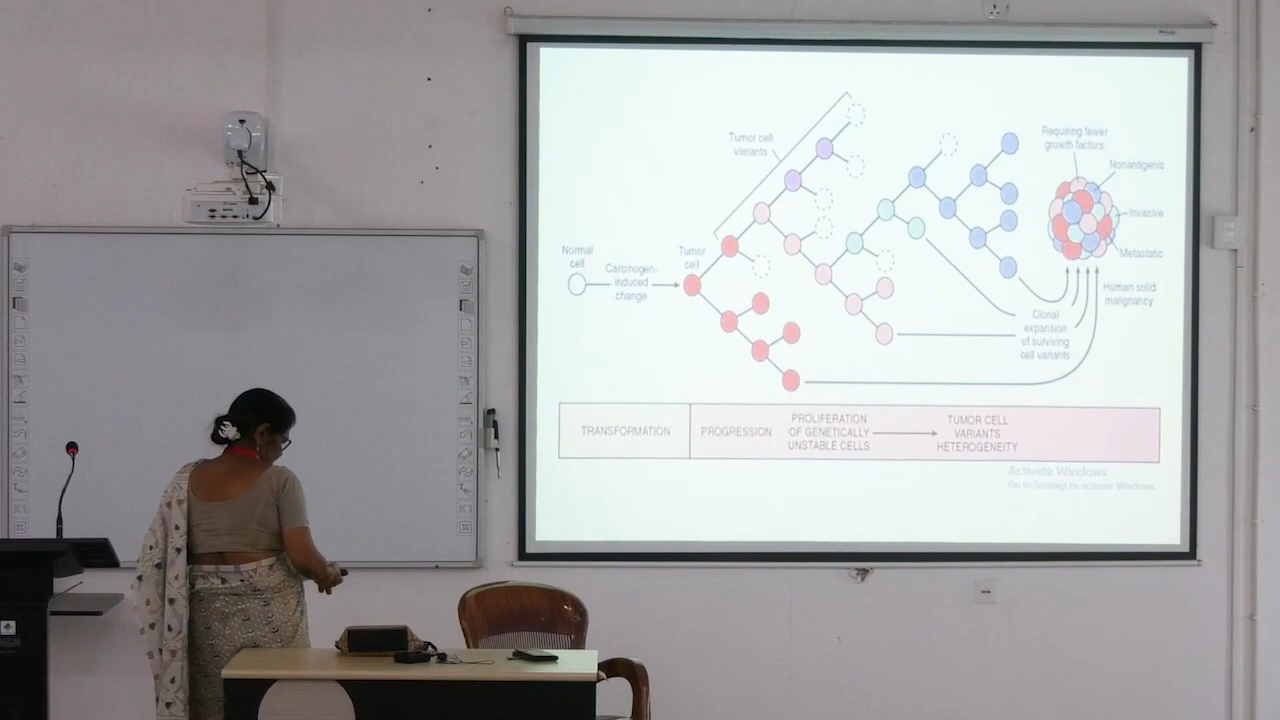 Tumor cell
variants
Requiring fewer
growth factors
Nonantigenic
Invasive
Metastatic
Normal
cell
Carcinogen-
induced
change
Tumor
cell
Human solid
malignancy
Clonal
expansion
of surviving
cell variants
TRANSFORMATION
PROGRESSION
PROLIFERATION
OF GENETICALLY
UNSTABLE CELLS
TUMOR CELL
VARIANTS
HETEROGENEITY
Activate Windows
Go to Settings to activate Windows.